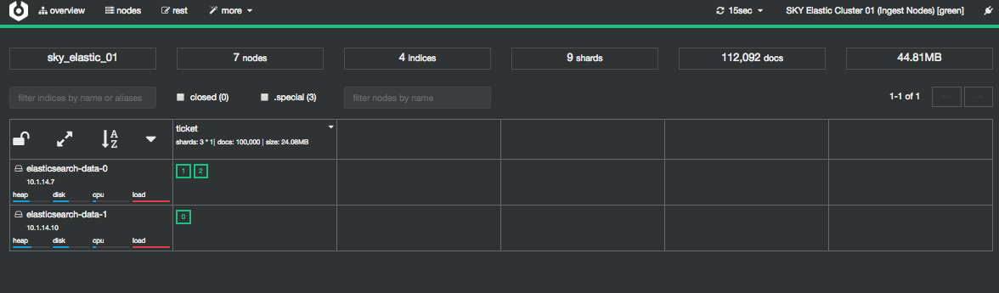 overview nodes rest more 15sec SKY Elastic Cluster 01 (Ingest Nodes) [green]
sky_elastic_01 7 nodes 4 indices 9 shards 112,092 docs 44.81MB
filter indices by name or aliases closed (0) .special (3) filter nodes by name 1-1 of 1
A
Z
ticket
shards: 3 * 1| docs: 100,000 | size: 24.08MB
elasticsearch-data-0
10.1.14.7
heap disk cpu load
1 2
elasticsearch-data-1
10.1.14.10
heap disk cpu load
0